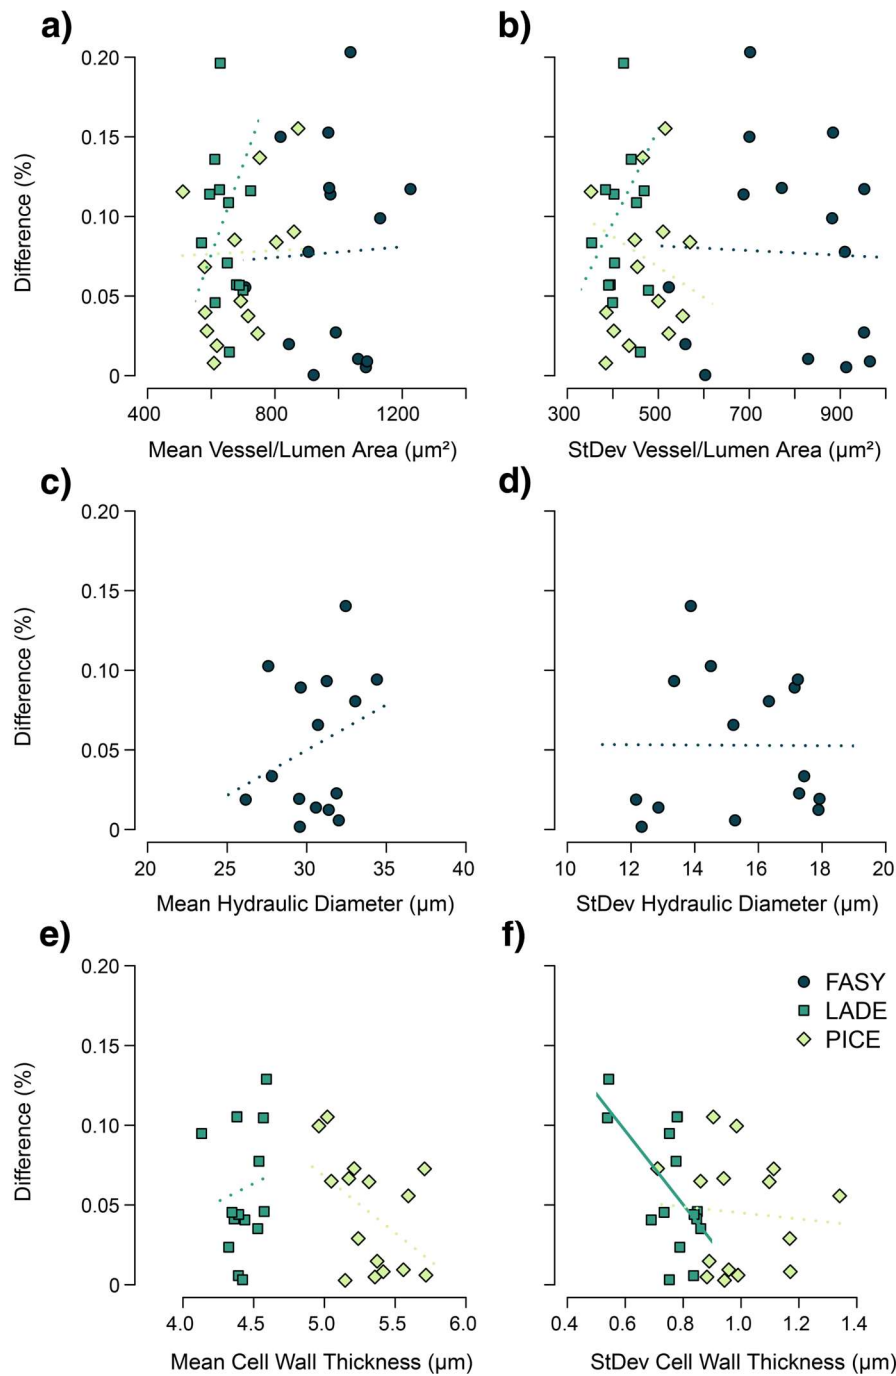 a)
0.20
0.15
0.10
0.05
0
Difference (%)
400 800 1200
Mean Vessel/Lumen Area (µm²)
b)
300 500 700 900
StDev Vessel/Lumen Area (µm²)
c)
0.20
0.15
0.10
0.05
0
Difference (%)
20 25 30 35 40
Mean Hydraulic Diameter (µm)
d)
10 12 14 16 18 20
StDev Hydraulic Diameter (µm)
e)
0.20
0.15
0.10
0.05
0
Difference (%)
4.0 4.5 5.0 5.5 6.0
Mean Cell Wall Thickness (µm)
f)
FASY
LADE
PICE
0.4 0.6 0.8 1.0 1.2 1.4
StDev Cell Wall Thickness (µm)